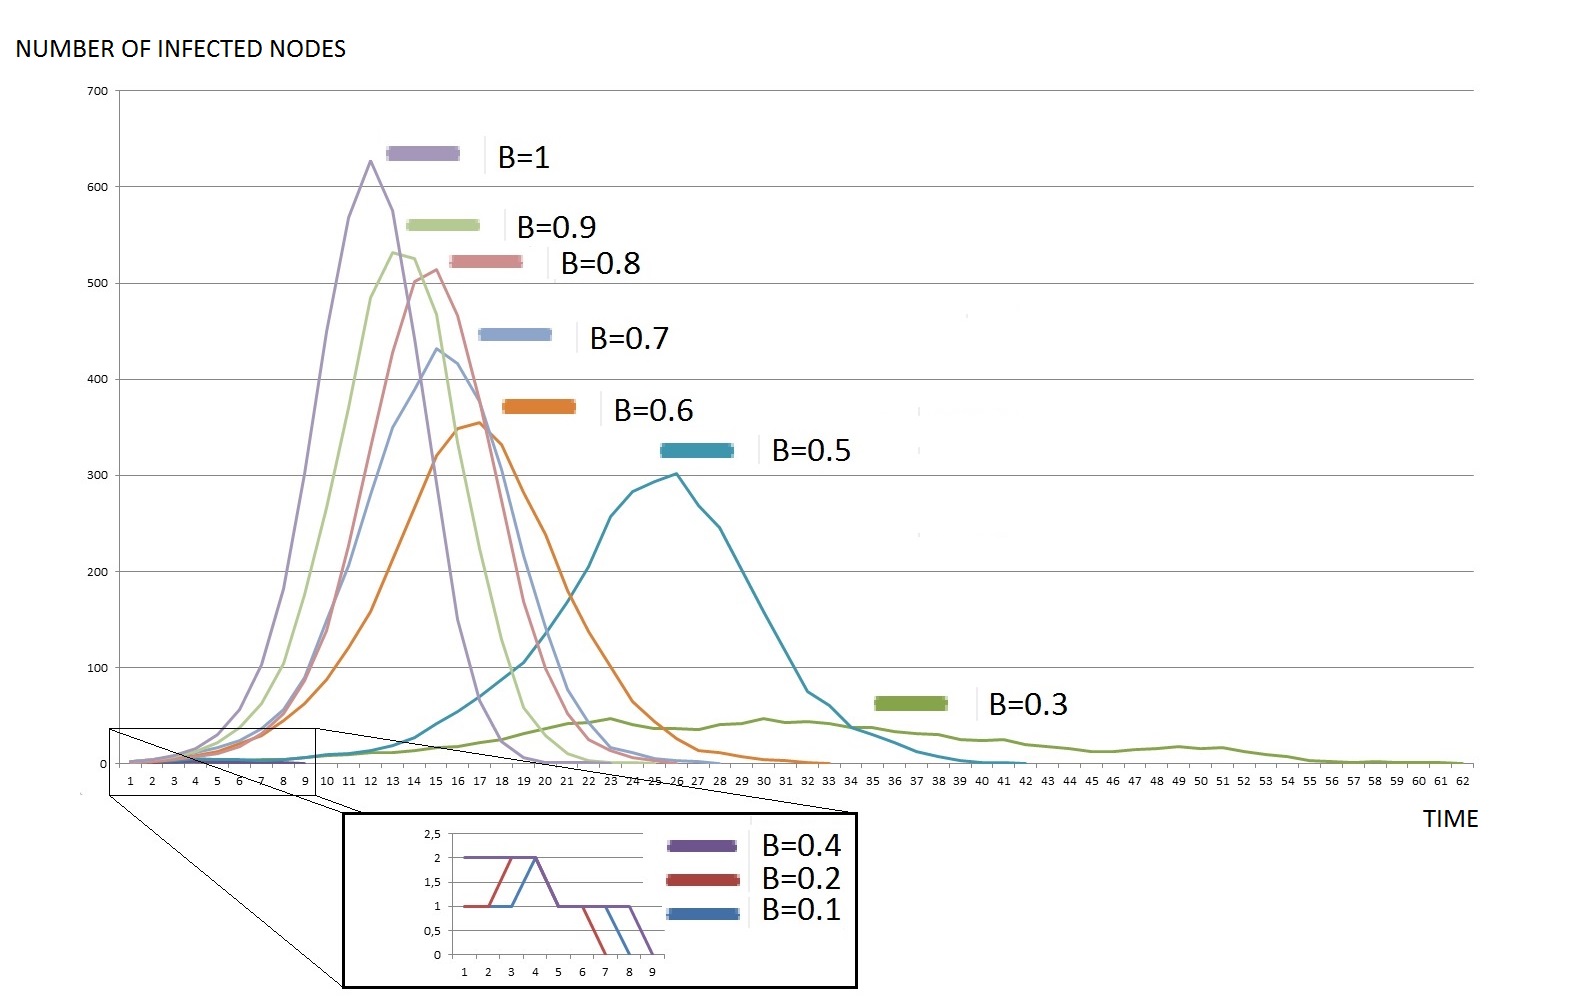 NUMBER OF INFECTED NODES
700
B=1
600
B=0.9
B=0.8
500
B=0.7
400
B=0.6
B=0.5
300
200
100
B=0.3
0
1 2 3 4 5 6 7 8 9 10 11 12 13 14 15 16 17 18 19 20 21 22 23 24 25 26 27 28 29 30 31 32 33 34 35 36 37 38 39 40 41 42 43 44 45 46 47 48 49 50 51 52 53 54 55 56 57 58 59 60 61 62
TIME
2,5
B=0.4
2
B=0.2
1,5
B=0.1
1
0,5
0
1 2 3 4 5 6 7 8 9